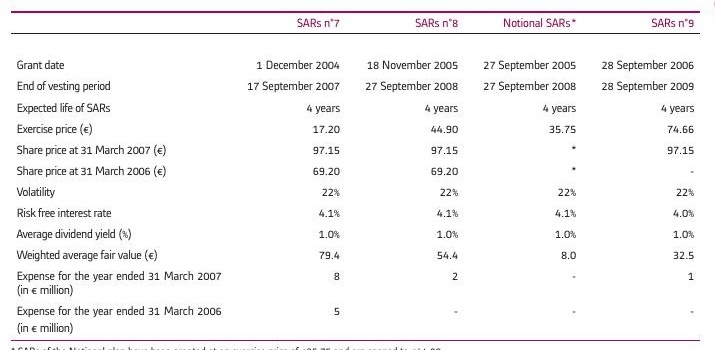 SARs n°7 SARs n°8 Notional SARs* SARs n°9
Grant date 1 December 2004 18 November 2005 27 September 2005 28 September 2006
End of vesting period 17 September 2007 27 September 2008 27 September 2008 28 September 2009
Expected life of SARs 4 years 4 years 4 years 4 years
Exercise price (€) 17.20 44.90 35.75 74.66
Share price at 31 March 2007 (€) 97.15 97.15 * 97.15
Share price at 31 March 2006 (€) 69.20 69.20 * -
Volatility 22% 22% 22% 22%
Risk free interest rate 4.1% 4.1% 4.1% 4.0%
Average dividend yield (%) 1.0% 1.0% 1.0% 1.0%
Weighted average fair value (€) 79.4 54.4 8.0 32.5
Expense for the year ended 31 March 2007 8 2 - 1
(in € million)
Expense for the year ended 31 March 2006 5 - - -
(in € million)